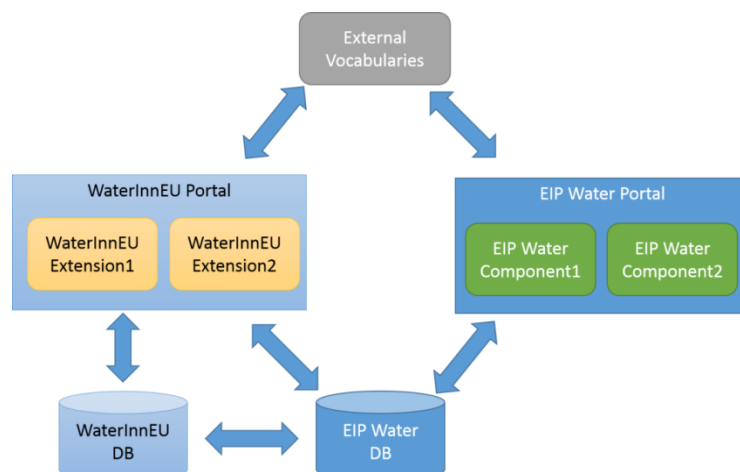 External
Vocabularies
WaterInnEU Portal
WaterInnEU
Extension1
WaterInnEU
Extension2
EIP Water Portal
EIP Water
Component1
EIP Water
Component2
WaterInnEU
DB
EIP Water
DB